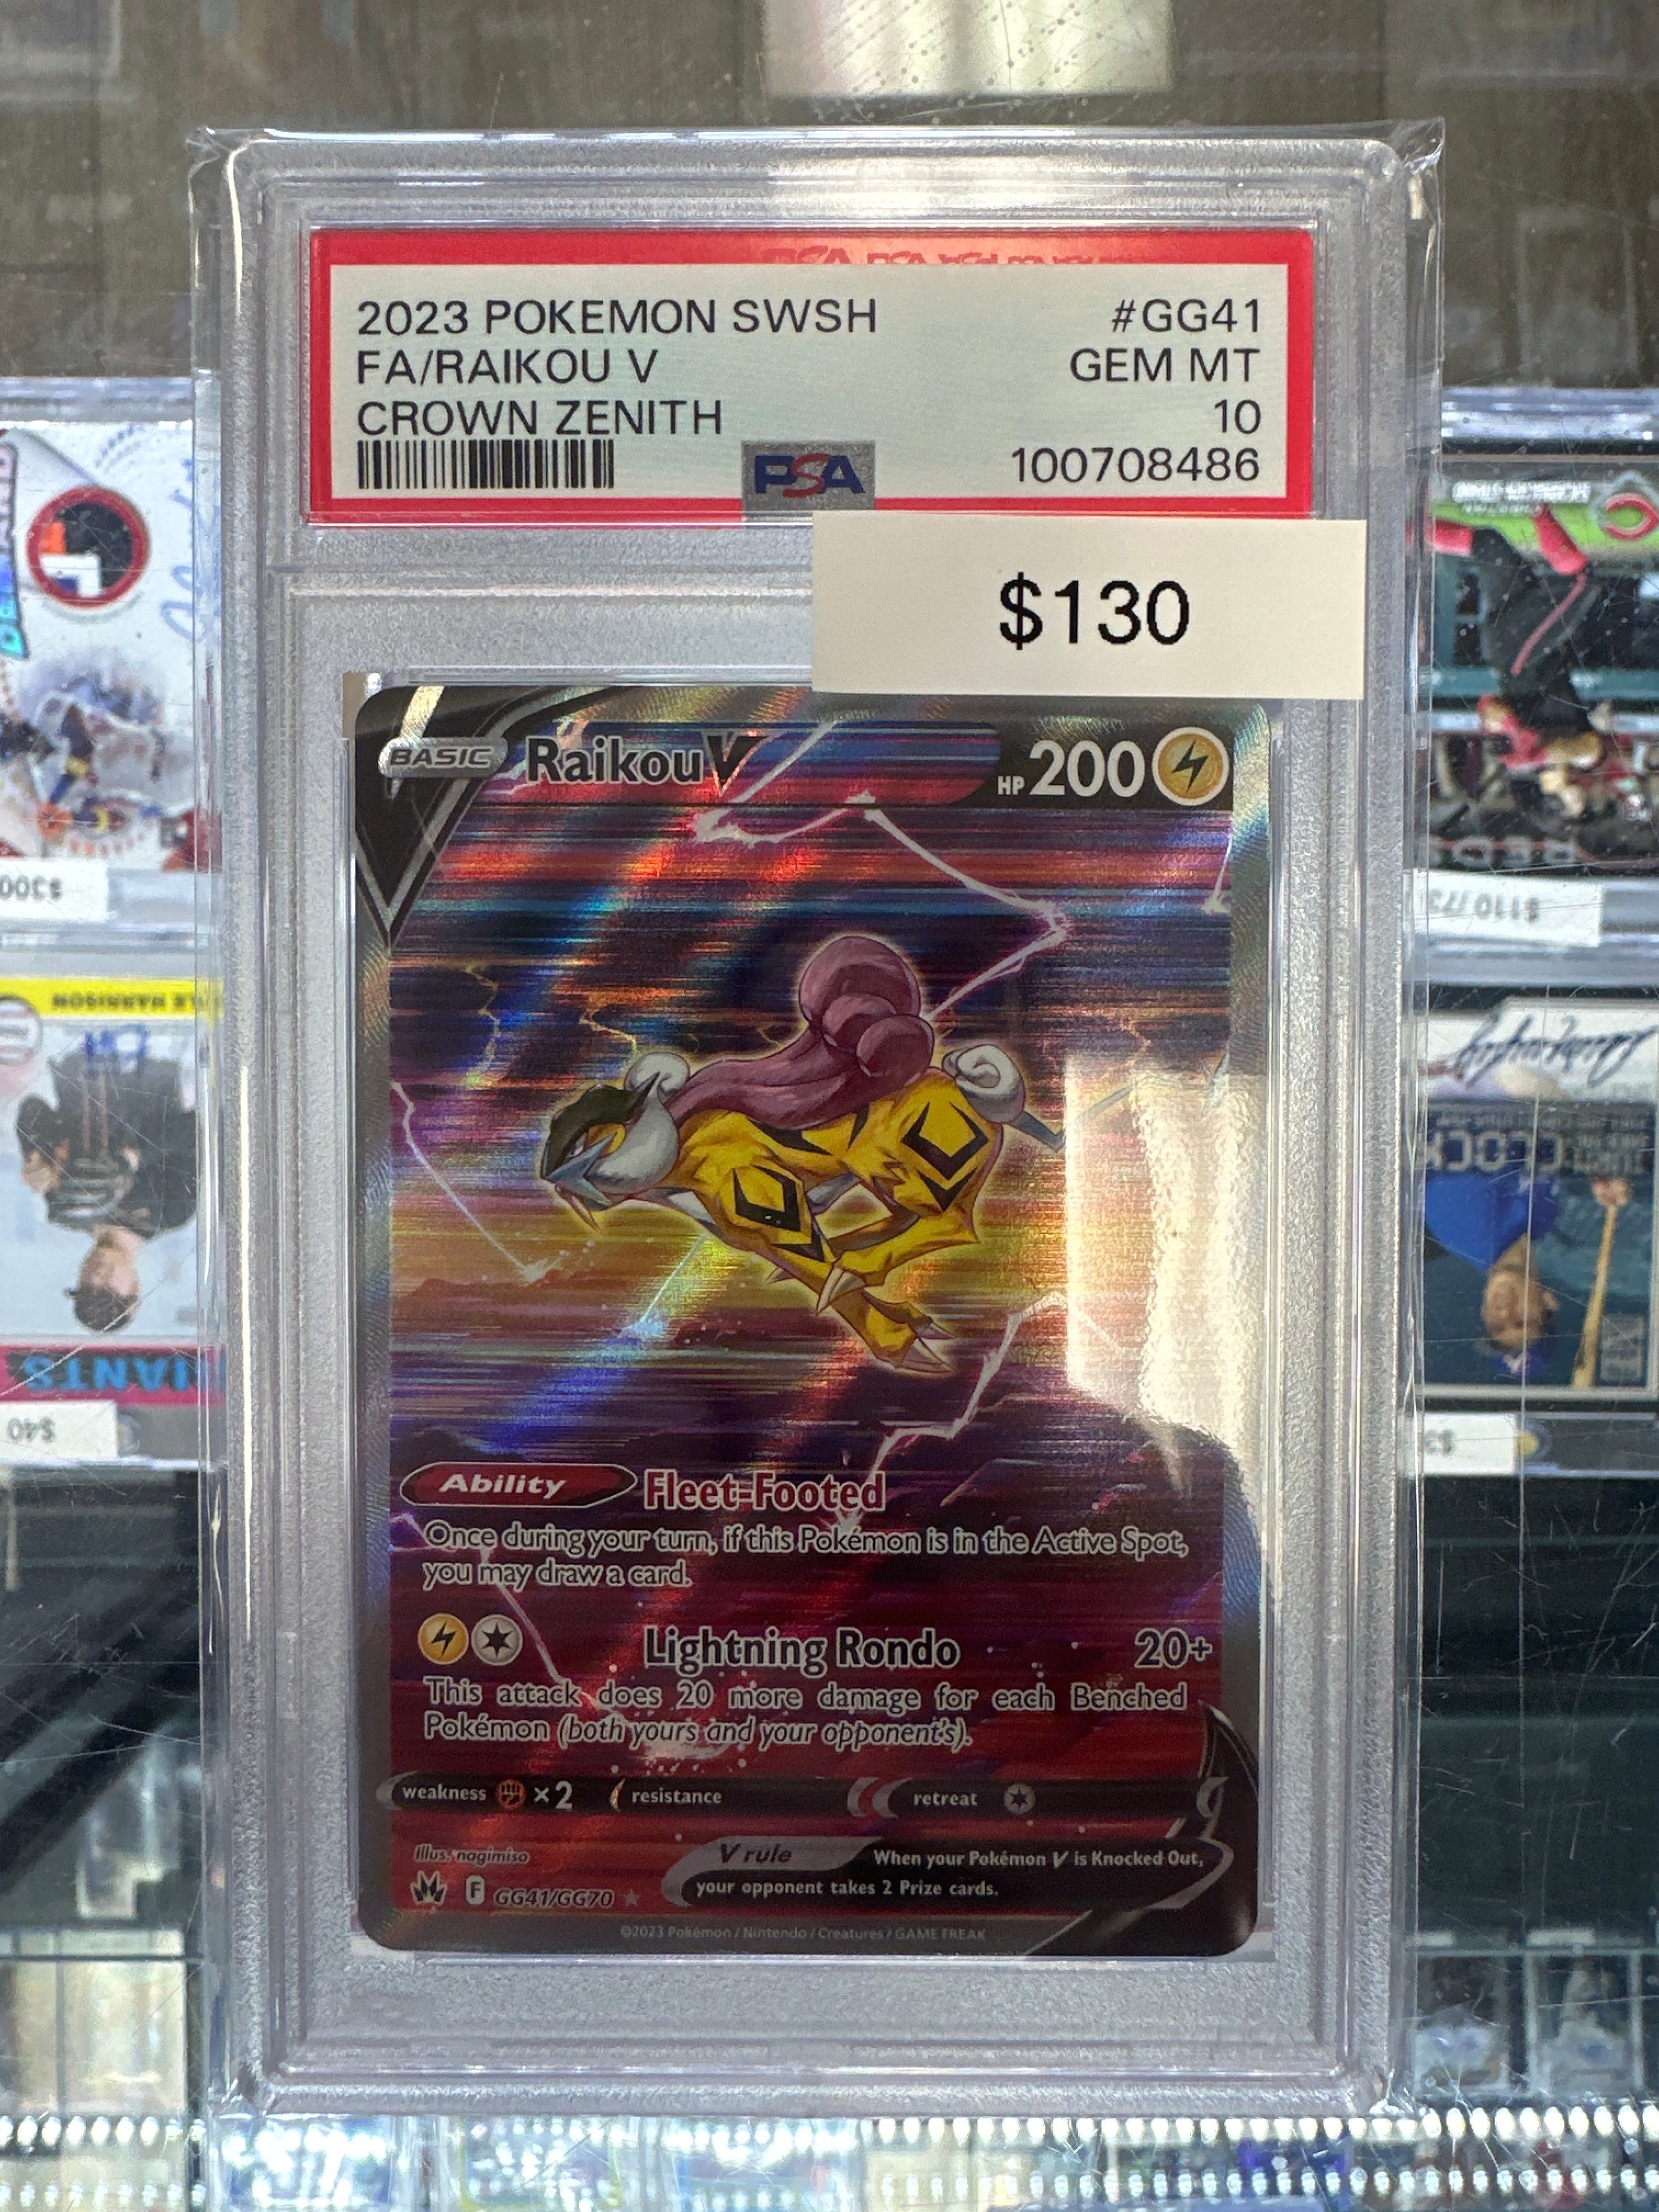 2023 POKEMON SWSH #GG41
FA/RAIKOU V GEM MT
CROWN ZENITH 10
PSA 100708486
$130
BASIC Raikou V HP 200
Ability Fleet-Footed
Once during your turn, if this Pokémon is in the Active Spot,
you may draw a card.
Lightning Rondo 20+
This attack does 20 more damage for each Benched
Pokémon (both yours and your opponent's).
weakness ×2 resistance retreat
Illus. nagimiso
V rule When your Pokémon V is Knocked Out,
your opponent takes 2 Prize cards.
F GG41/GG70
©2023 Pokémon / Nintendo / Creatures / GAME FREAK
$300
$110
GIANTS
$40